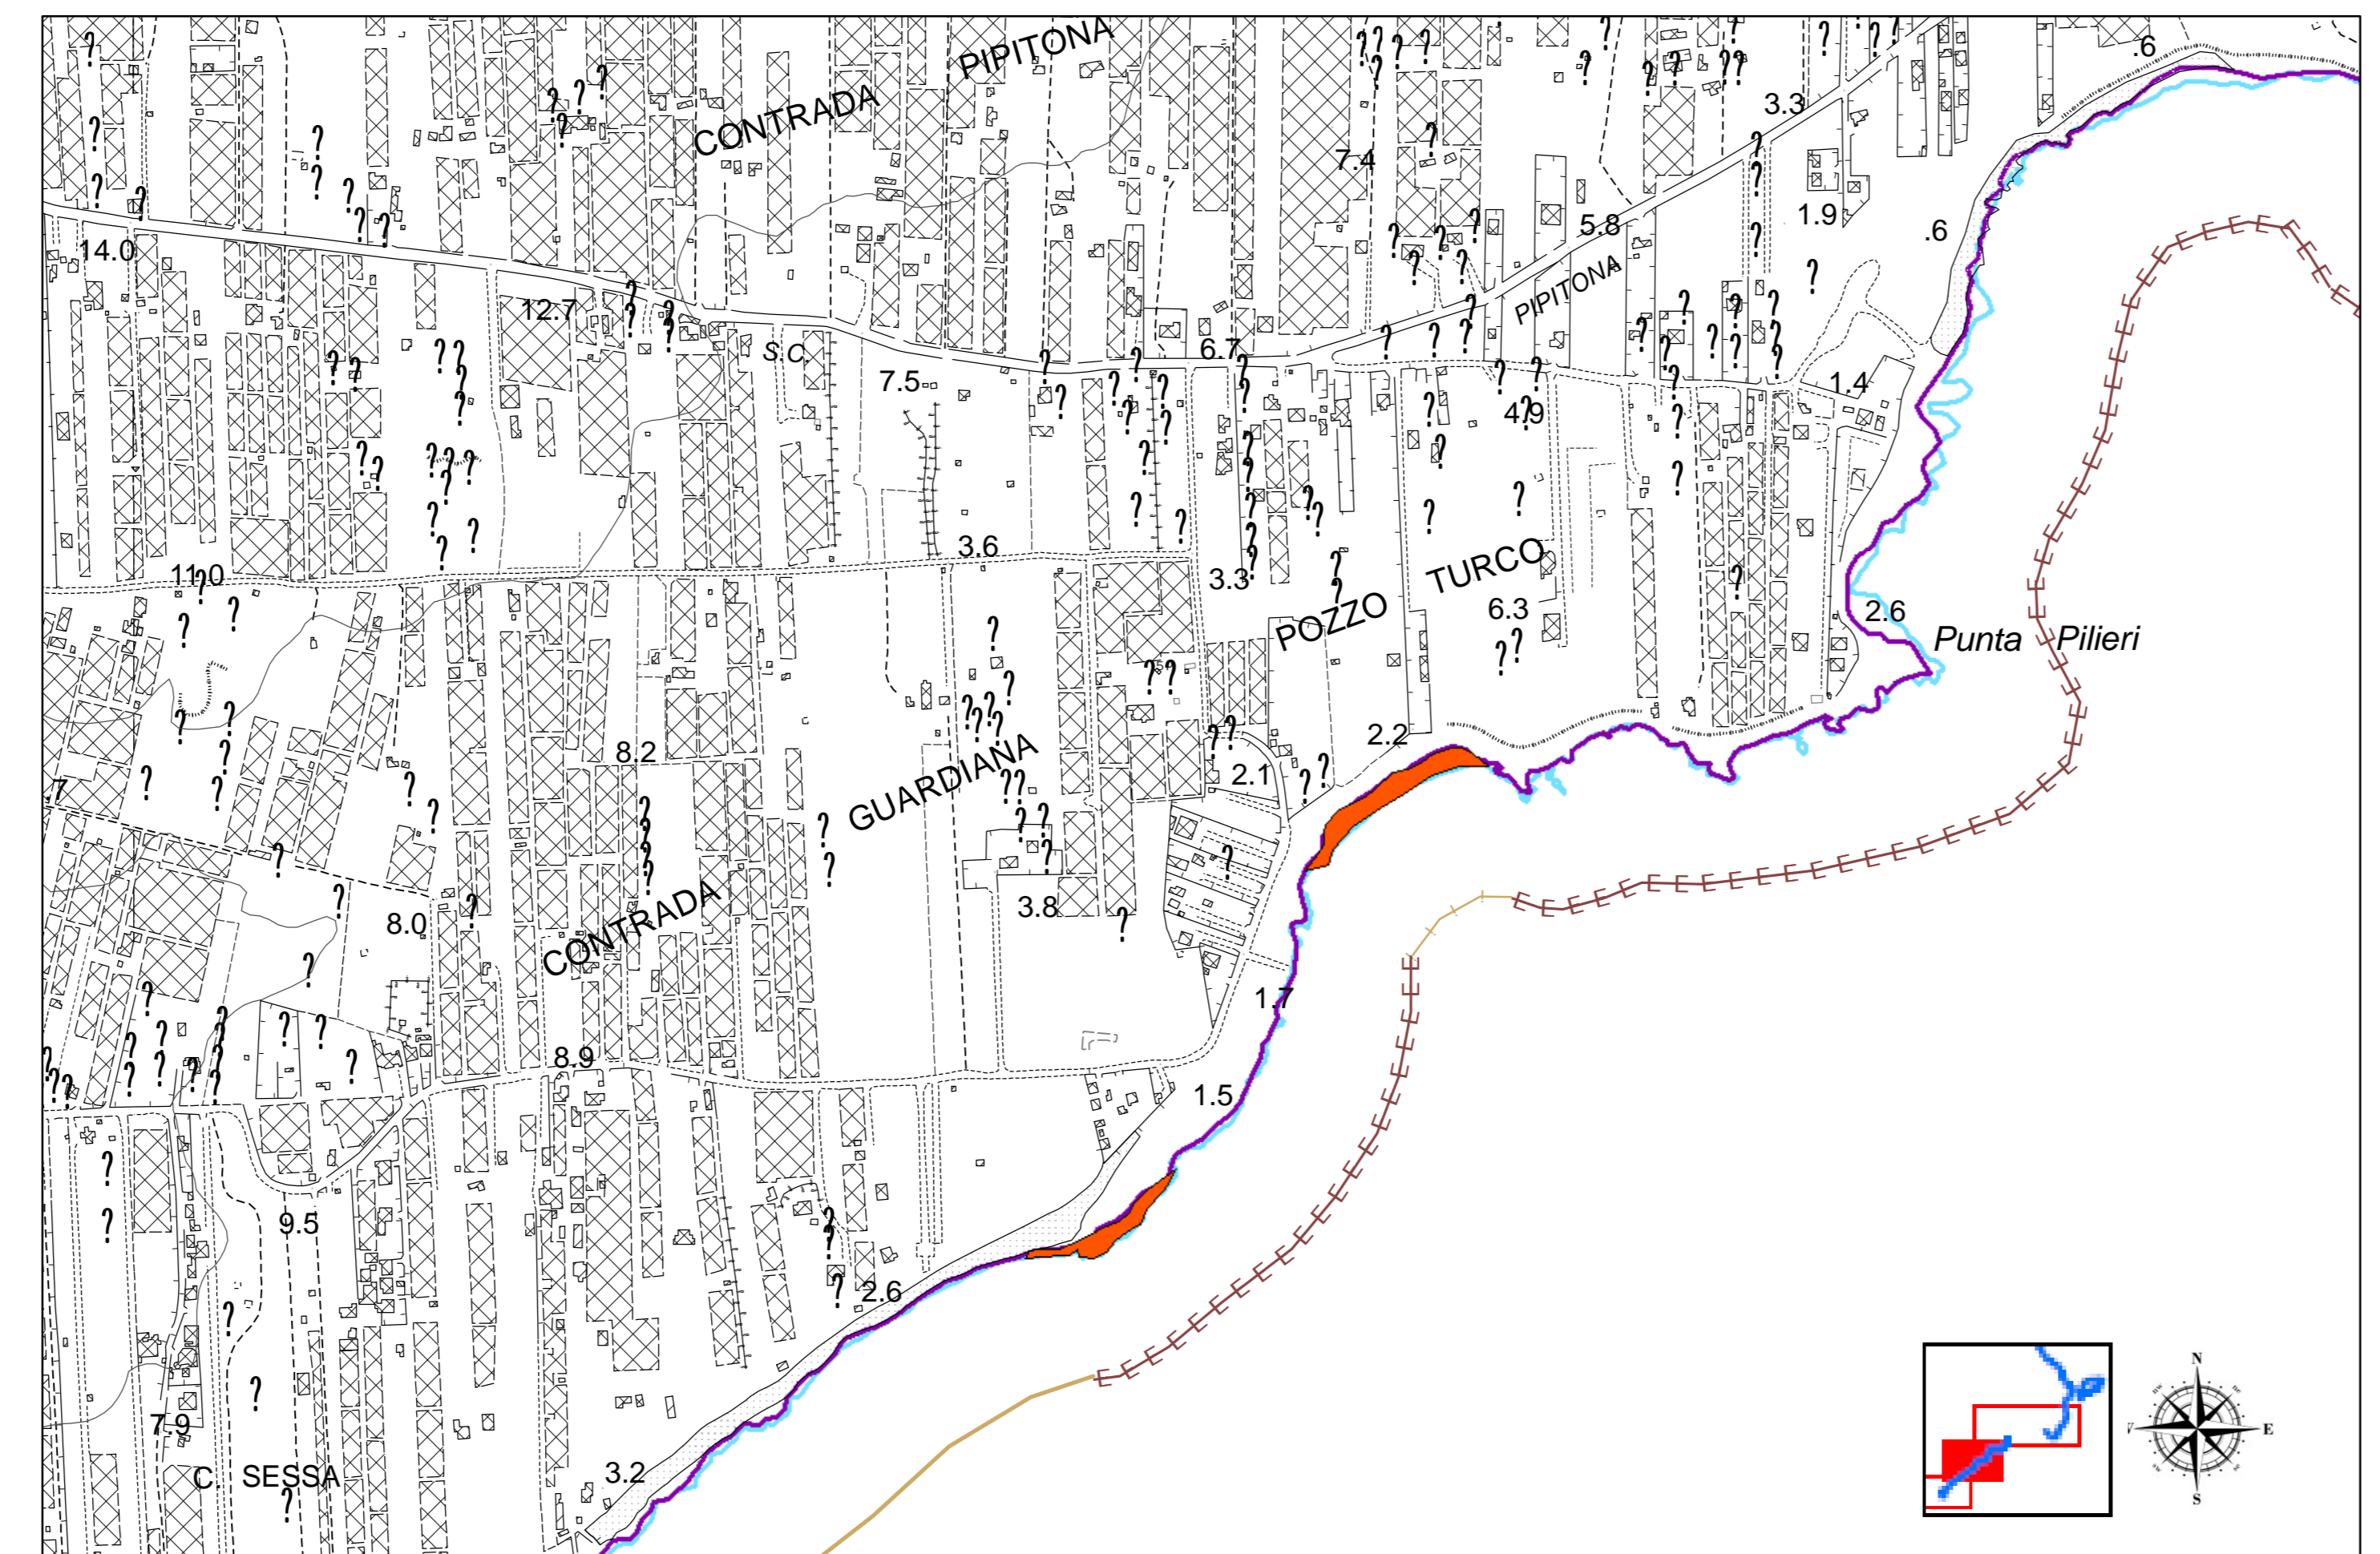 PIPITONA
CONTRADA
.6
3.3
7.4
1.9
5.8
.6
14.0
PIPITONA
12.7
S.C.
6.7
7.5
1.4
4.9
3.6
TURCO
11.0
3.3
POZZO
6.3
2.6
Punta Pilieri
2.2
8.2
GUARDIANA
2.1
.7
3.8
CONTRADA
8.0
1.7
8.9
1.5
9.5
2.6
N
E
S
7.9
C. SESSA
3.2